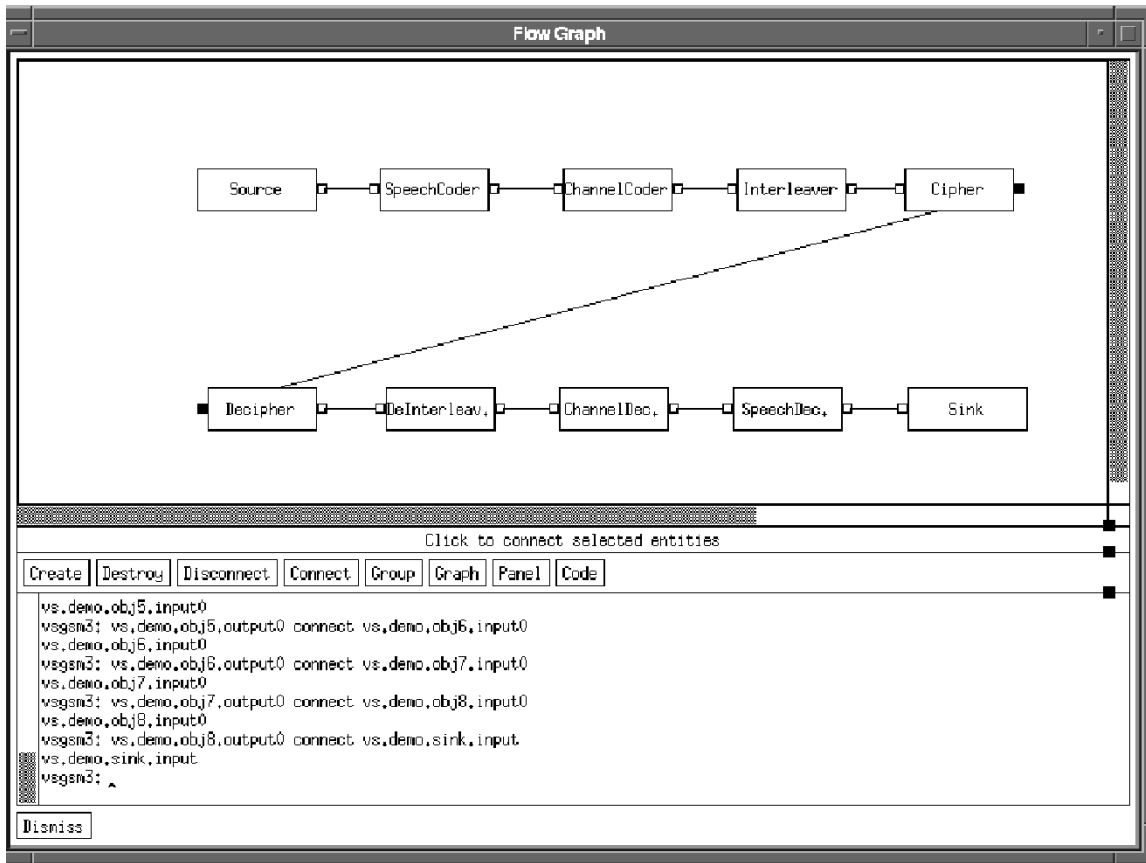 Flow Graph
Source SpeechCoder ChannelCoder Interleaver Cipher
Decipher DeInterleav. ChannelDec. SpeechDec. Sink
Click to connect selected entities
Create Destroy Disconnect Connect Group Graph Panel Code
vs.demo.obj5.input0
vsgsm3: vs.demo.obj5.output0 connect vs.demo.obj6.input0
vs.demo.obj6.input0
vsgsm3: vs.demo.obj6.output0 connect vs.demo.obj7.input0
vs.demo.obj7.input0
vsgsm3: vs.demo.obj7.output0 connect vs.demo.obj8.input0
vs.demo.obj8.input0
vsgsm3: vs.demo.obj8.output0 connect vs.demo.sink.input
vs.demo.sink.input
vsgsm3: ^
Dismiss